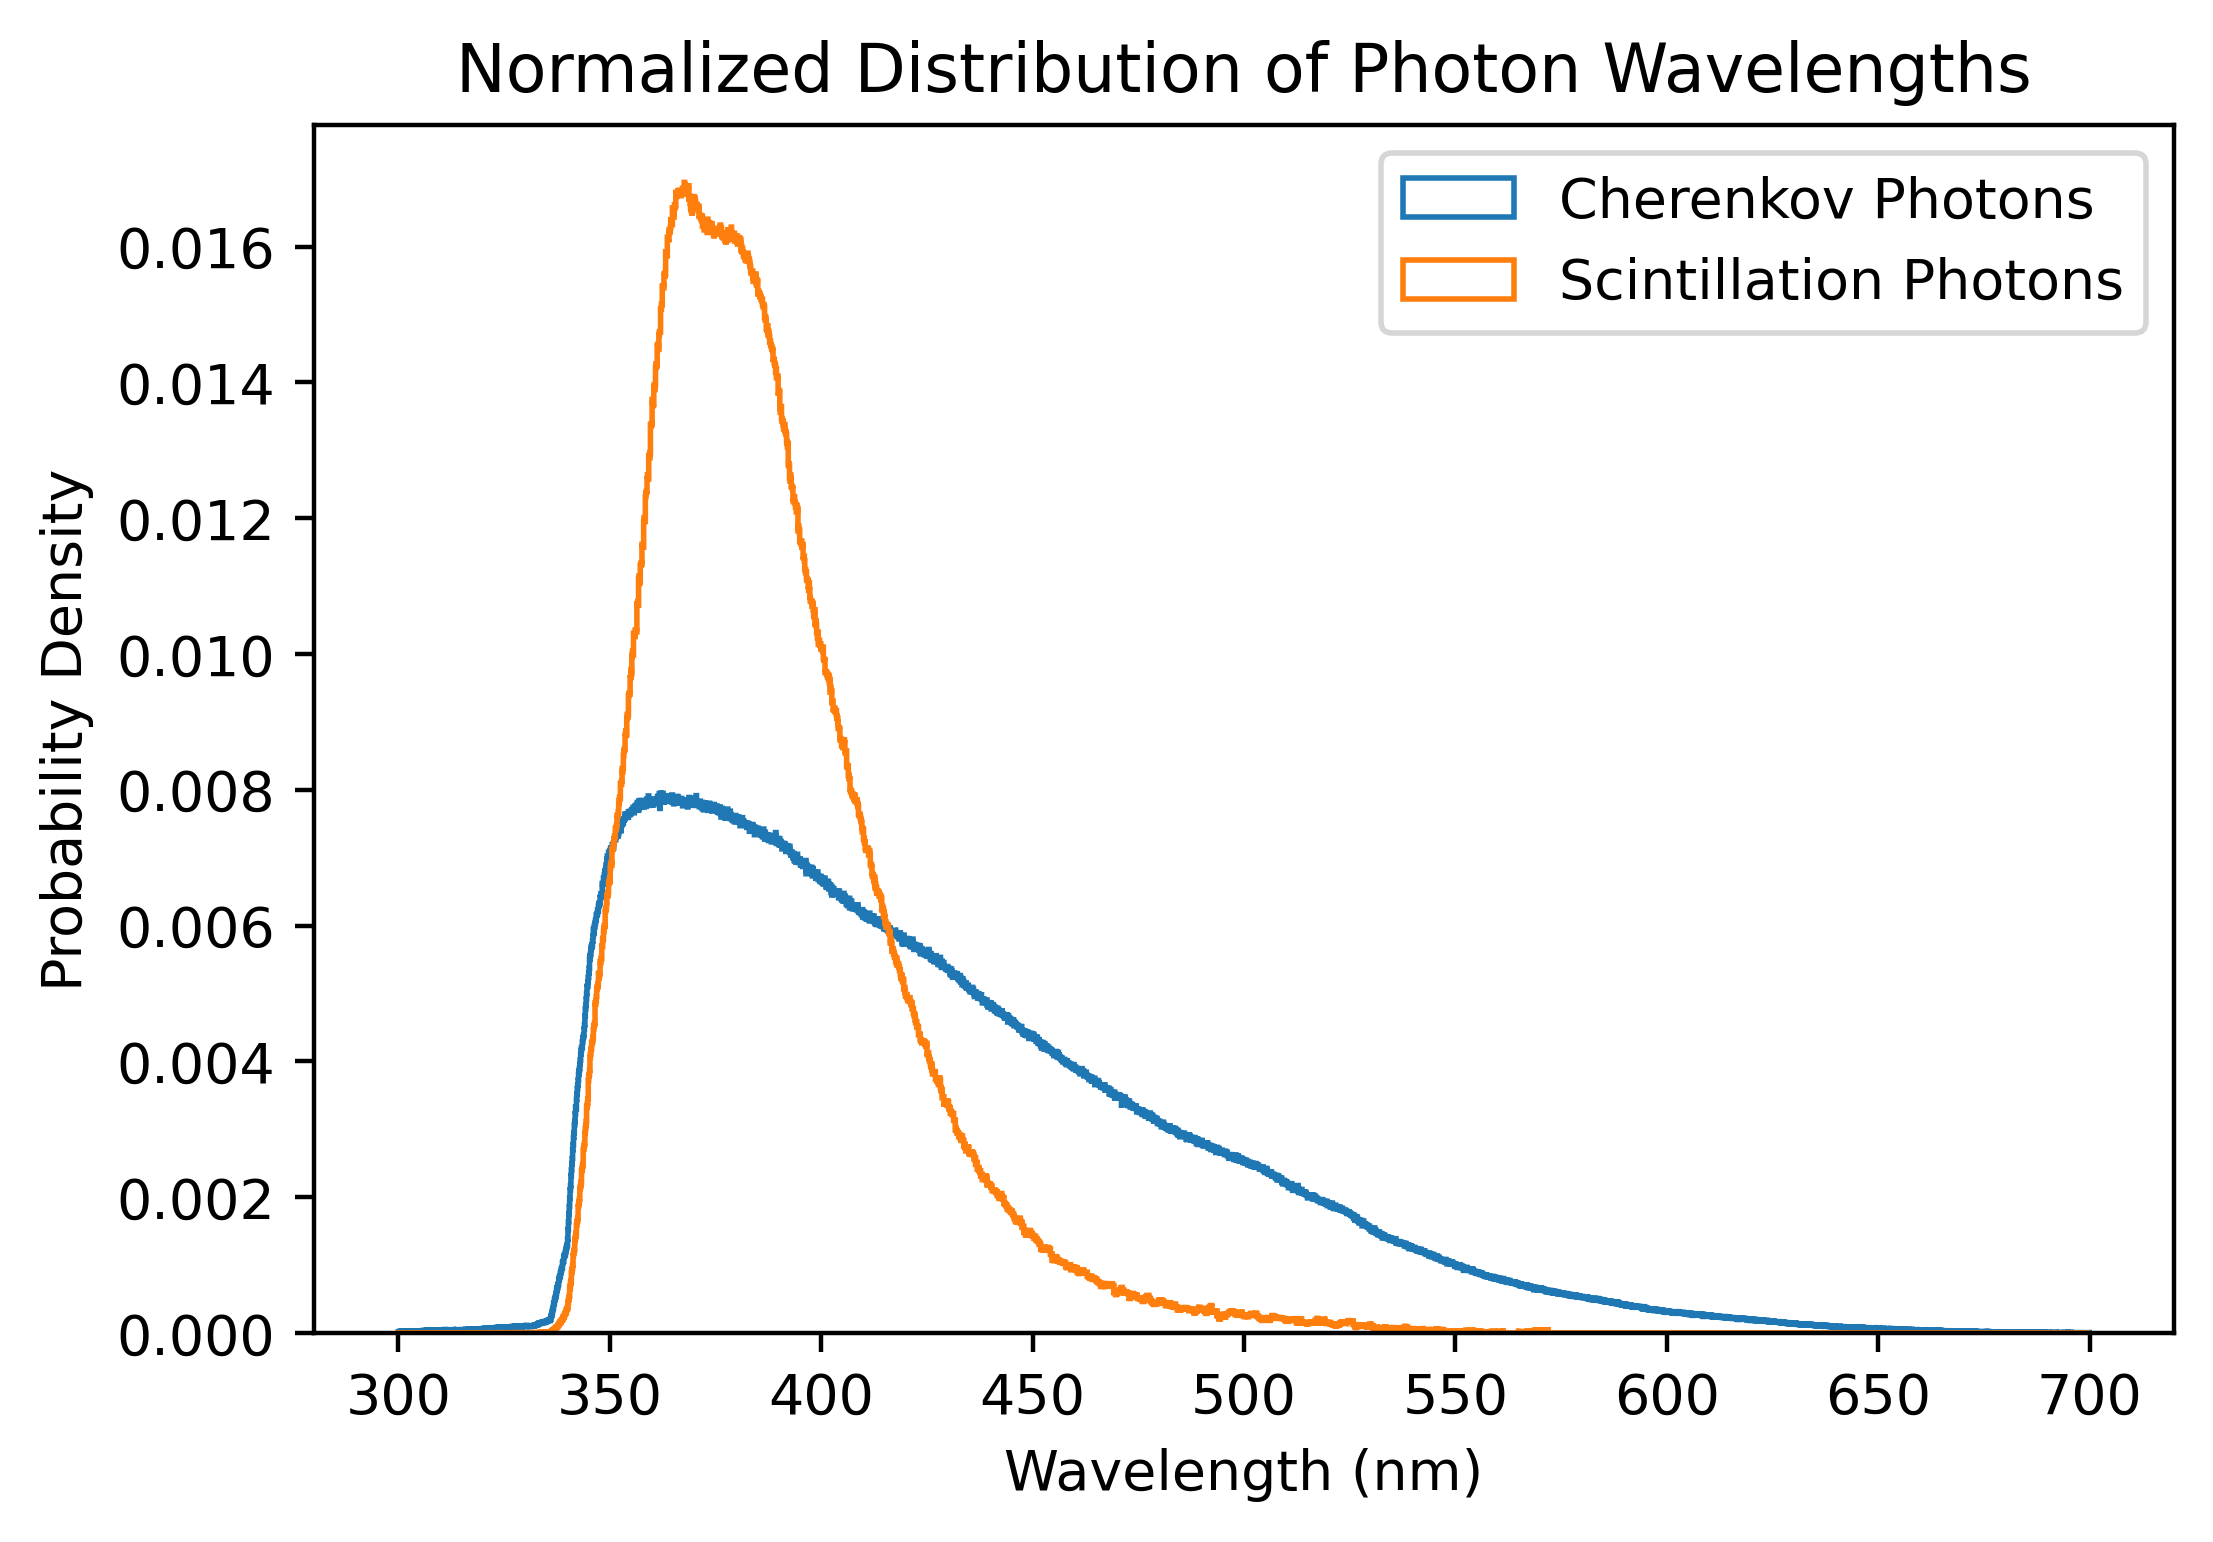 Normalized Distribution of Photon Wavelengths
Cherenkov Photons
Scintillation Photons
Probability Density
0.016
0.014
0.012
0.010
0.008
0.006
0.004
0.002
0.000
300 350 400 450 500 550 600 650 700
Wavelength (nm)